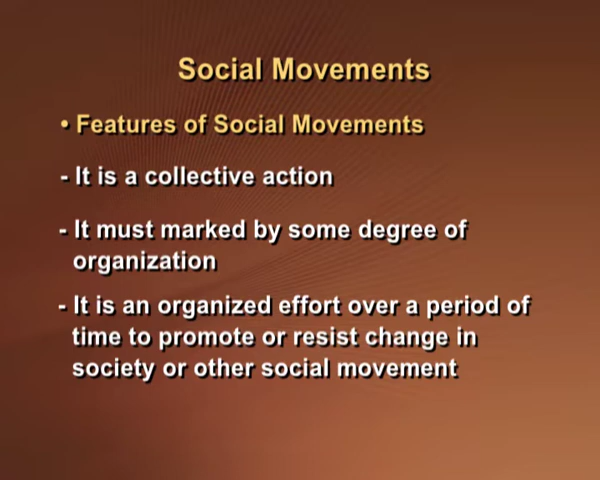 Social Movements
• Features of Social Movements
- It is a collective action
- It must marked by some degree of
organization
- It is an organized effort over a period of
time to promote or resist change in
society or other social movement